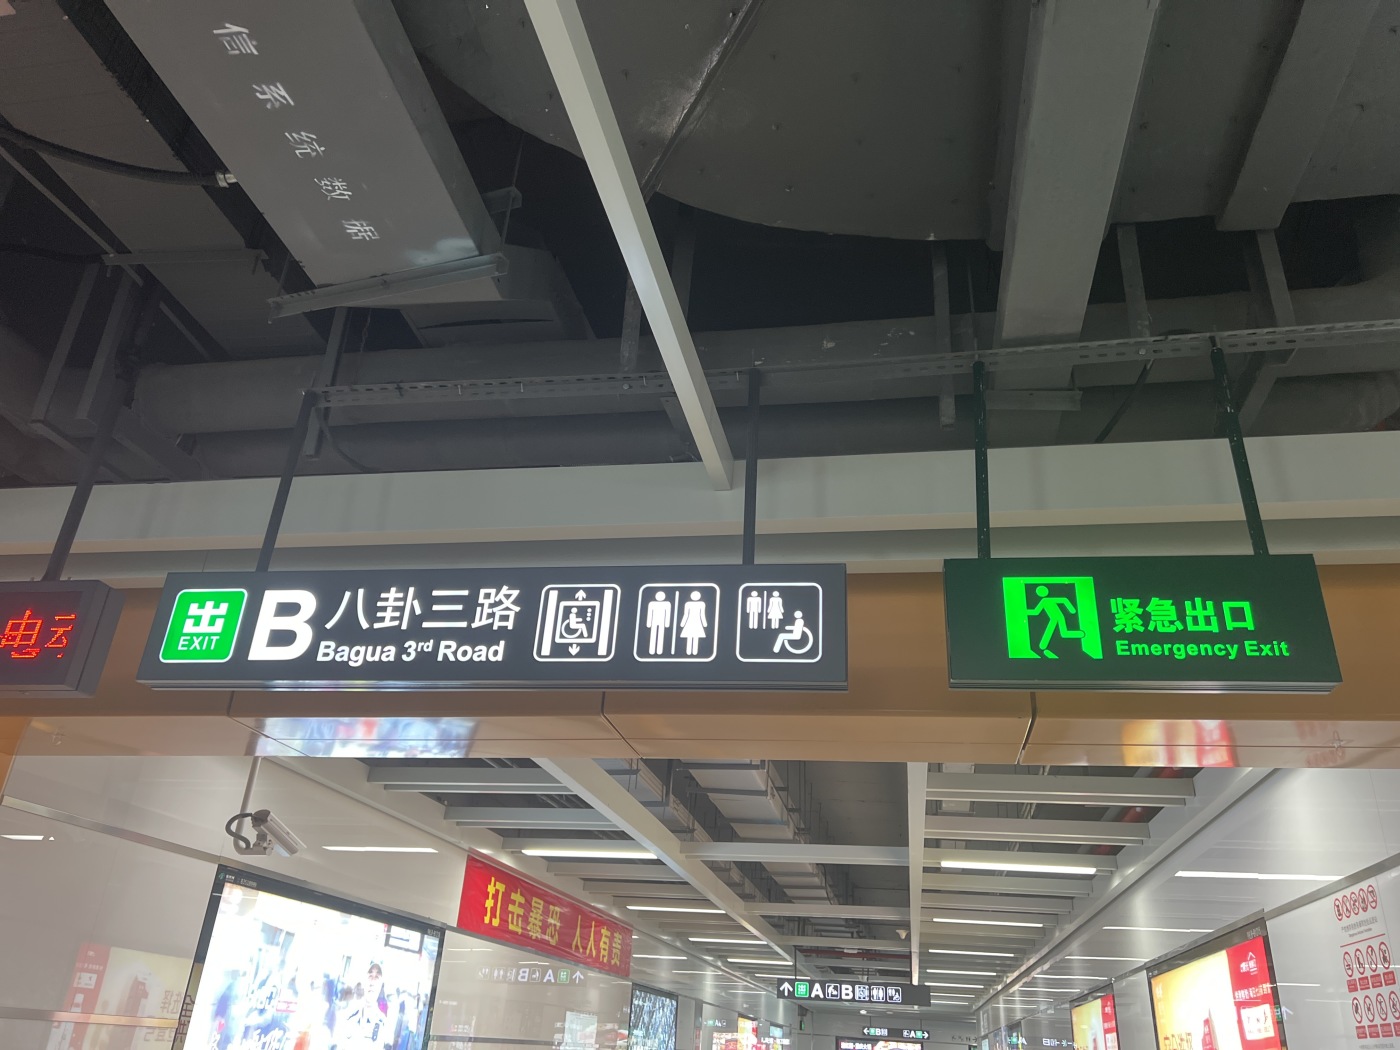 信系统数据
电
出
EXIT
B
八卦三路
Bagua 3rd Road
紧急出口
Emergency Exit
打击暴恐 人人有责
A B
B
A